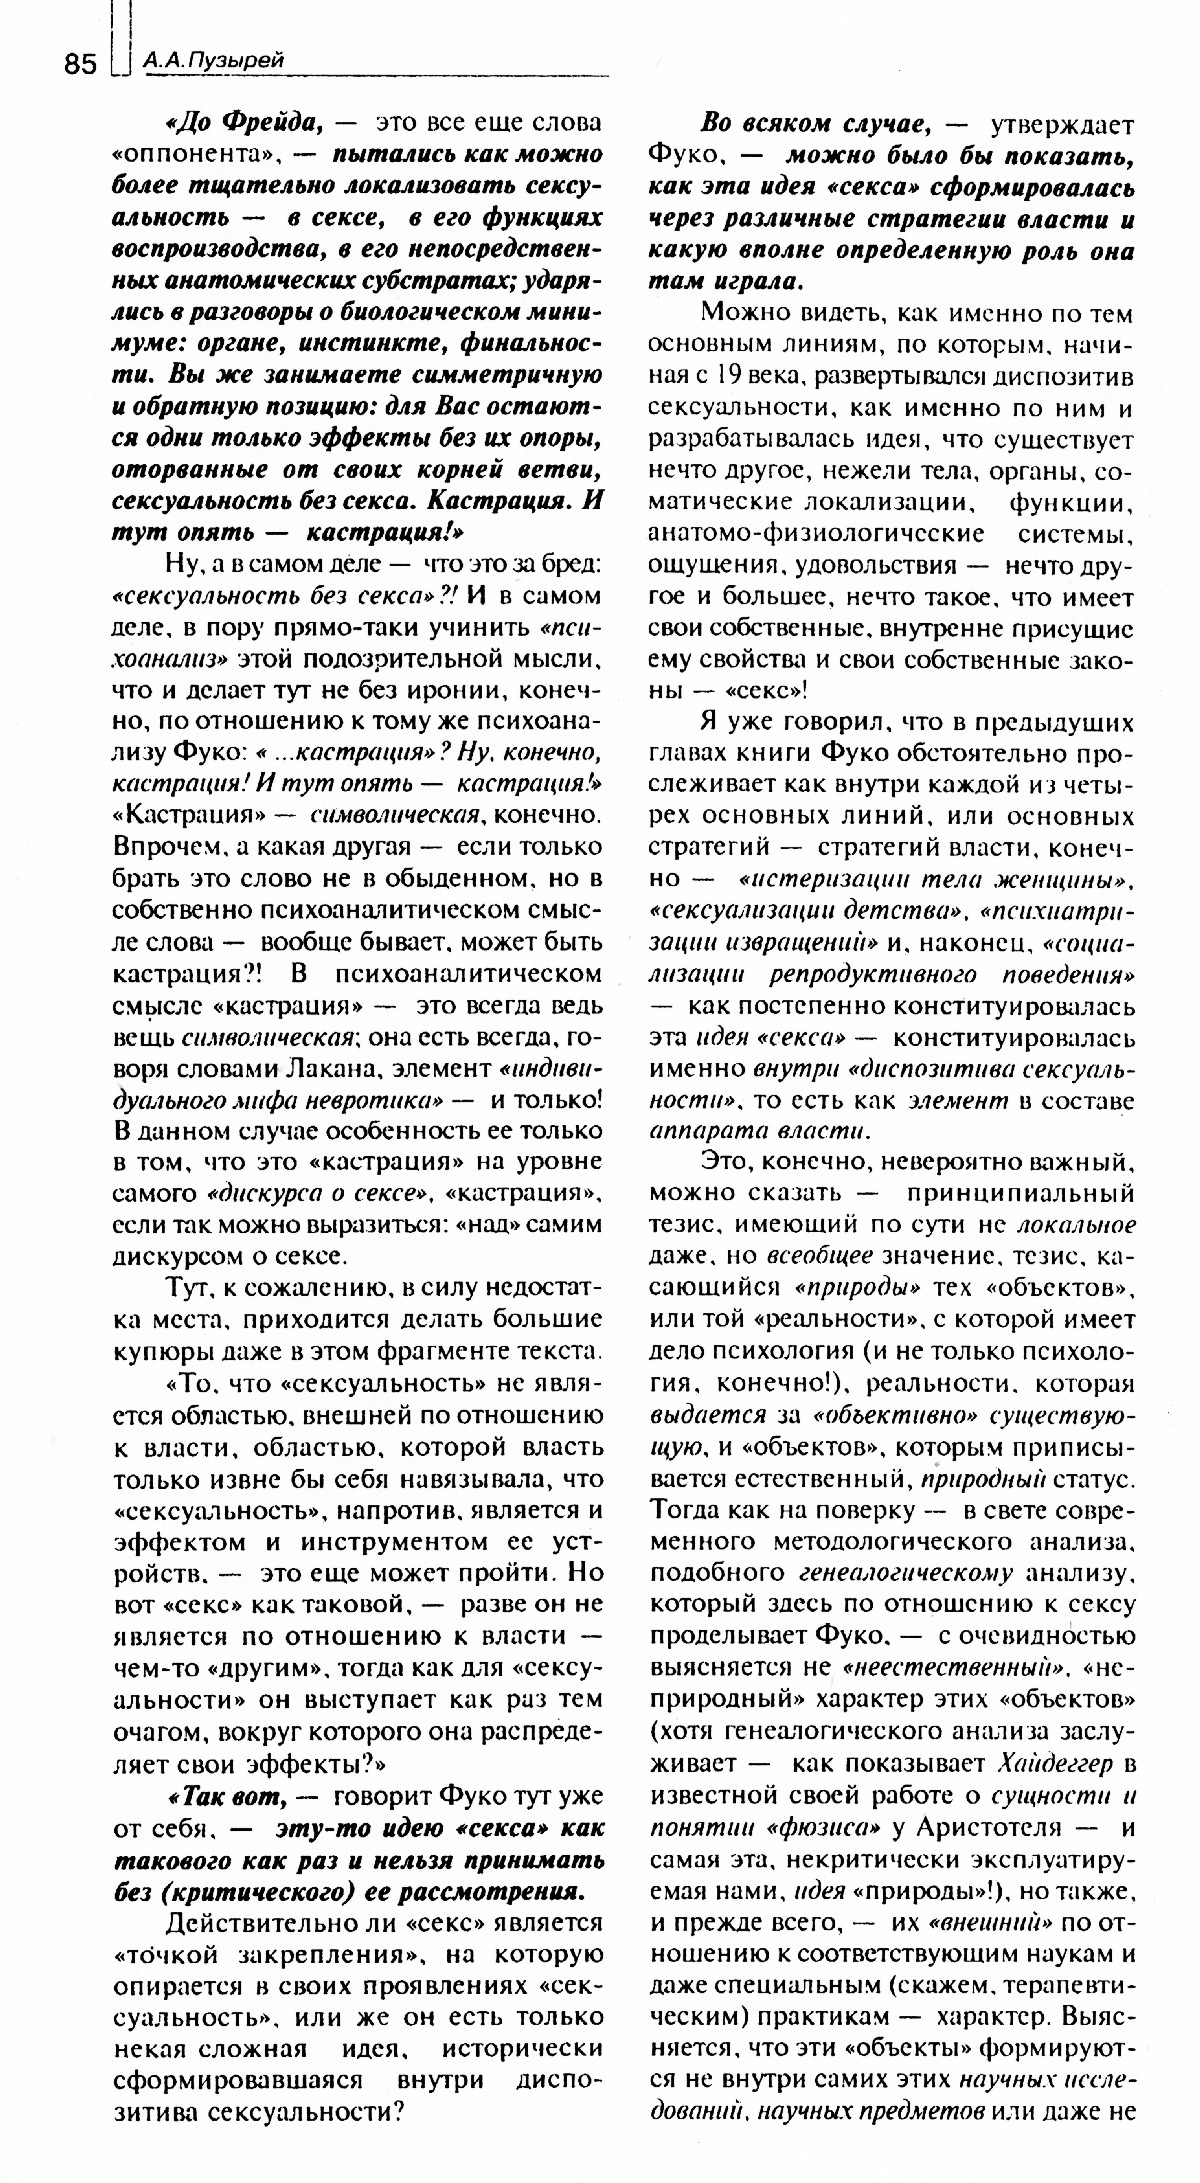 85
А.А.Пузырей
«До Фрейда, — это все еще слова
«оппонента», — пытались как можно
более тщательно локализовать сексу-
альность — в сексе, в его функциях
воспроизводства, в его непосредствен-
ных анатомических субстратах; ударя-
лись в разговоры о биологическом мини-
муме: органе, инстинкте, финальнос-
ти. Вы же занимаете симметричную
и обратную позицию: для Вас остают-
ся одни только эффекты без их опоры,
оторванные от своих корней ветви,
сексуальность без секса. Кастрация. И
тут опять — кастрация!»
Ну, а в самом деле — что это за бред:
«сексуальность без секса»?! И в самом
деле, в пору прямо-таки учинить «пси-
хоанализ» этой подозрительной мысли,
что и делает тут не без иронии, конеч-
но, по отношению к тому же психоана-
лизу Фуко: « ...кастрация»? Ну, конечно,
кастрация! И тут опять — кастрация!»
«Кастрация» — символическая, конечно.
Впрочем, а какая другая — если только
брать это слово не в обыденном, но в
собственно психоаналитическом смыс-
ле слова — вообще бывает, может быть
кастрация?! В психоаналитическом
смысле «кастрация» — это всегда ведь
вещь символическая; она есть всегда, го-
воря словами Лакана, элемент «индиви-
дуального мифа невротика» — и только!
В данном случае особенность ее только
в том, что это «кастрация» на уровне
самого «дискурса о сексе», «кастрация»,
если так можно выразиться: «над» самим
дискурсом о сексе.
Тут, к сожалению, в силу недостат-
ка места, приходится делать большие
купюры даже в этом фрагменте текста.
«То, что «сексуальность» не явля-
ется областью, внешней по отношению
к власти, областью, которой власть
только извне бы себя навязывала, что
«сексуальность», напротив, является и
эффектом и инструментом ее уст-
ройств, — это еще может пройти. Но
вот «секс» как таковой, — разве он не
является по отношению к власти —
чем-то «другим», тогда как для «сексу-
альности» он выступает как раз тем
очагом, вокруг которого она распреде-
ляет свои эффекты?»
«Так вот, — говорит Фуко тут уже
от себя, — эту-то идею «секса» как
такового как раз и нельзя принимать
без (критического) ее рассмотрения.
Действительно ли «секс» является
«точкой закрепления», на которую
опирается в своих проявлениях «сек-
суальность», или же он есть только
некая сложная идея, исторически
сформировавшаяся внутри диспо-
зитива сексуальности?
Во всяком случае, — утверждает
Фуко, — можно было бы показать,
как эта идея «секса» сформировалась
через различные стратегии власти и
какую вполне определенную роль она
там играла.
Можно видеть, как именно по тем
основным линиям, по которым, начи-
ная с 19 века, развертывался диспозитив
сексуальности, как именно по ним и
разрабатывалась идея, что существует
нечто другое, нежели тела, органы, со-
матические локализации, функции,
анатомо-физиологические системы,
ощущения, удовольствия — нечто дру-
гое и большее, нечто такое, что имеет
свои собственные, внутренне присущие
ему свойства и свои собственные зако-
ны — «секс»!
Я уже говорил, что в предыдущих
главах книги Фуко обстоятельно про-
слеживает как внутри каждой из четы-
рех основных линий, или основных
стратегий — стратегий власти, конеч-
но — «истеризации тела женщины»,
«сексуализации детства», «психиатри-
зации извращений» и, наконец, «социа-
лизации репродуктивного поведения»
— как постепенно конституировалась
эта идея «секса» — конституировалась
именно внутри «диспозитива сексуаль-
ности», то есть как элемент в составе
аппарата власти.
Это, конечно, невероятно важный,
можно сказать — принципиальный
тезис, имеющий по сути не локальное
даже, но всеобщее значение, тезис, ка-
сающийся «природы» тех «объектов»,
или той «реальности», с которой имеет
дело психология (и не только психоло-
гия, конечно!), реальности, которая
выдается за «объективно» существую-
щую, и «объектов», которым приписы-
вается естественный, природный статус.
Тогда как на поверку — в свете совре-
менного методологического анализа,
подобного генеалогическому анализу,
который здесь по отношению к сексу
проделывает Фуко, — с очевидностью
выясняется не «неестественный», «не-
природный» характер этих «объектов»
(хотя генеалогического анализа заслу-
живает — как показывает Хайдеггер в
известной своей работе о сущности и
понятии «фюзиса» у Аристотеля — и
самая эта, некритически эксплуатиру-
емая нами, идея «природы»!), но также,
и прежде всего, — их «внешний» по от-
ношению к соответствующим наукам и
даже специальным (скажем, терапевти-
ческим) практикам — характер. Выяс-
няется, что эти «объекты» формируют-
ся не внутри самих этих научных иссле-
дований, научных предметов или даже не